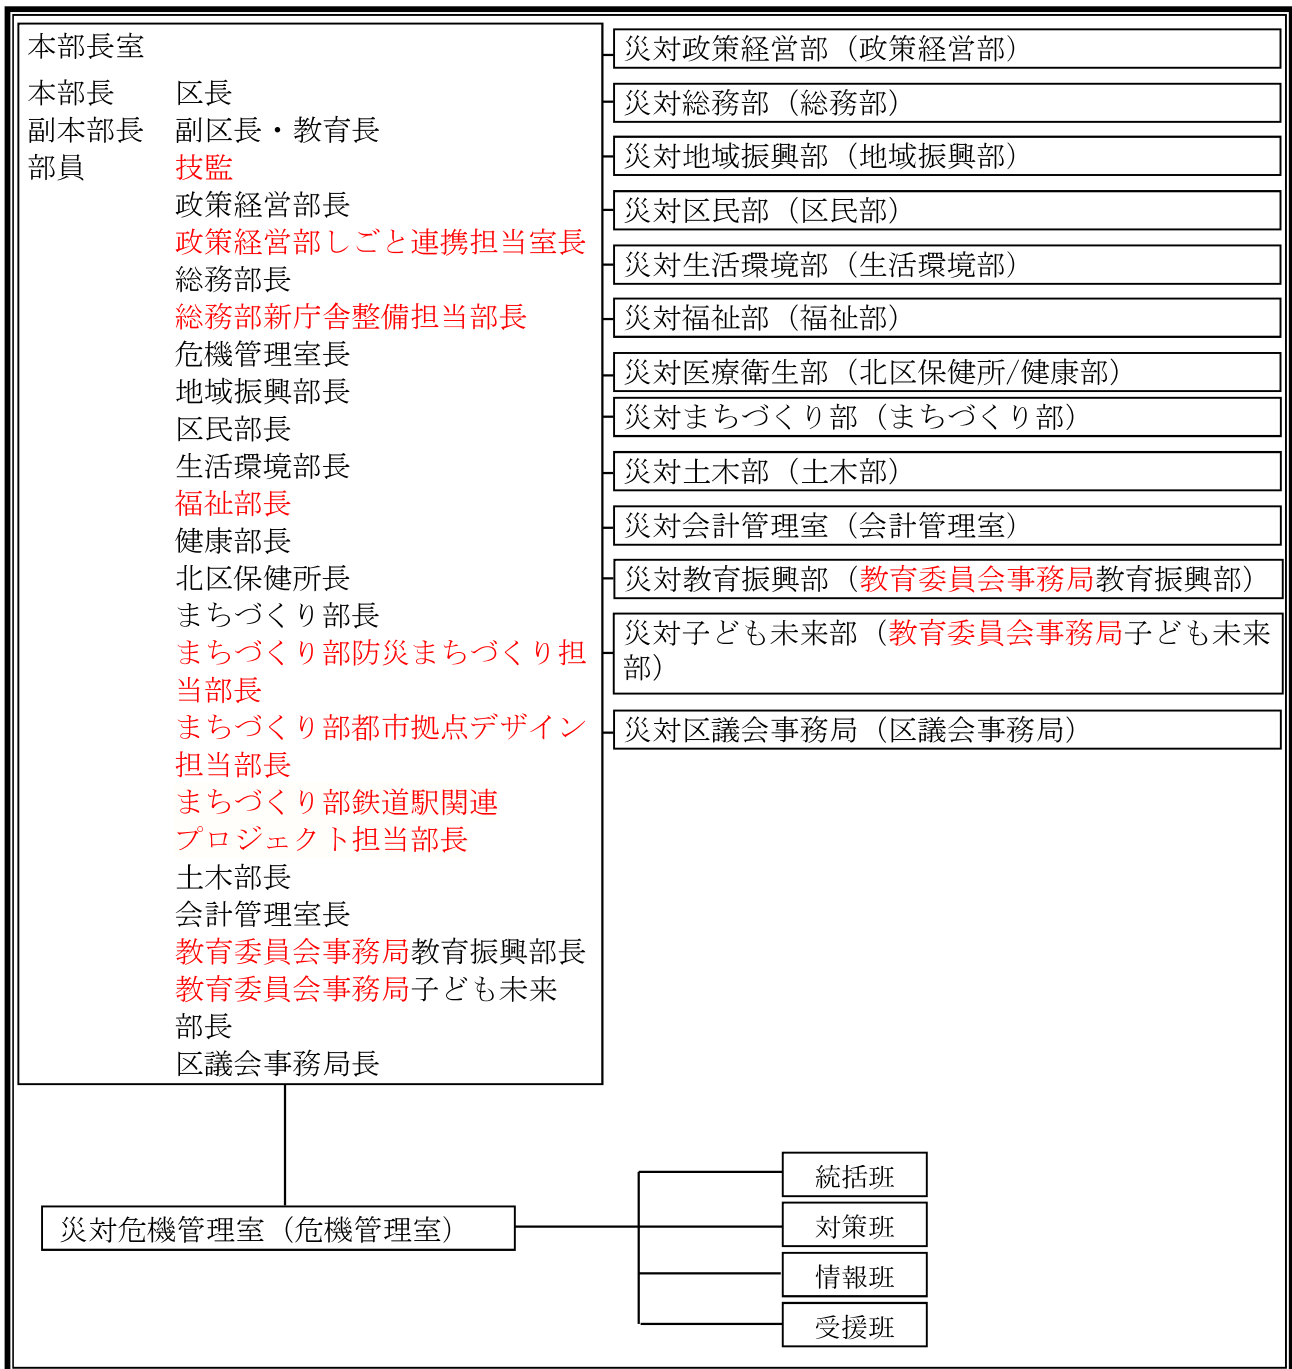 本部長室
本部長　区長
副本部長　副区長・教育長
部員　技監
政策経営部長
政策経営部しごと連携担当室長
総務部長
総務部新庁舎整備担当部長
危機管理室長
地域振興部長
区民部長
生活環境部長
福祉部長
健康部長
北区保健所長
まちづくり部長
まちづくり部防災まちづくり担
当部長
まちづくり部都市拠点デザイン
担当部長
まちづくり部鉄道駅関連
プロジェクト担当部長
土木部長
会計管理室長
教育委員会事務局教育振興部長
教育委員会事務局子ども未来
部長
区議会事務局長
災対政策経営部（政策経営部）
災対総務部（総務部）
災対地域振興部（地域振興部）
災対区民部（区民部）
災対生活環境部（生活環境部）
災対福祉部（福祉部）
災対医療衛生部（北区保健所/健康部）
災対まちづくり部（まちづくり部）
災対土木部（土木部）
災対会計管理室（会計管理室）
災対教育振興部（教育委員会事務局教育振興部）
災対子ども未来部（教育委員会事務局子ども未来
部）
災対区議会事務局（区議会事務局）
災対危機管理室（危機管理室）
統括班
対策班
情報班
受援班